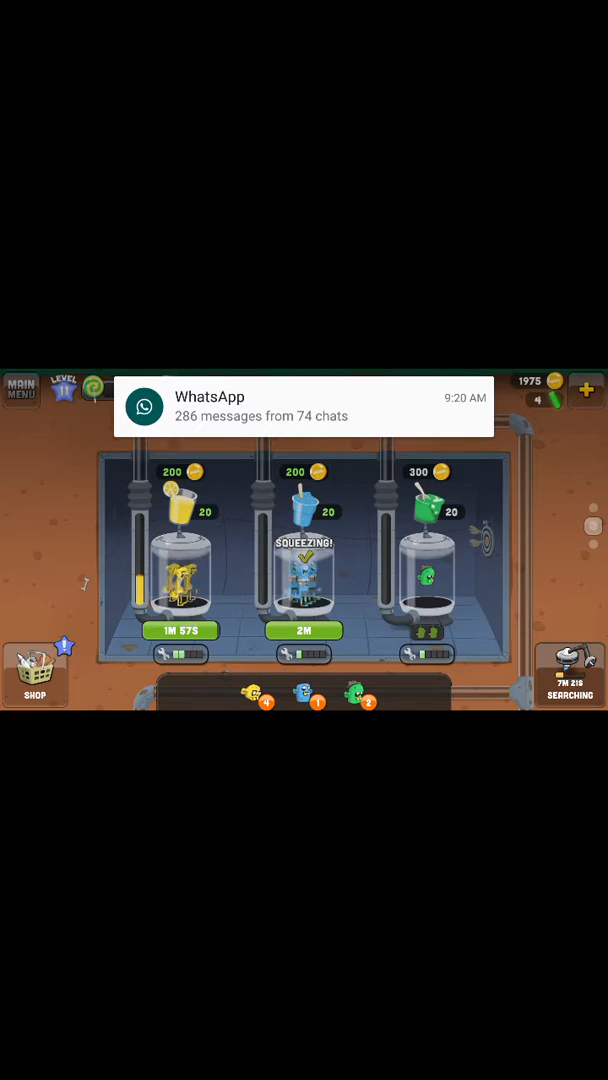 MAIN
MENU
LEVEL
11
WhatsApp
9:20 AM
286 messages from 74 chats
1975
4
200
200
300
20
20
20
SQUEEZING!
1M 57S
2M
SHOP
7M 21S
SEARCHING
4
1
2